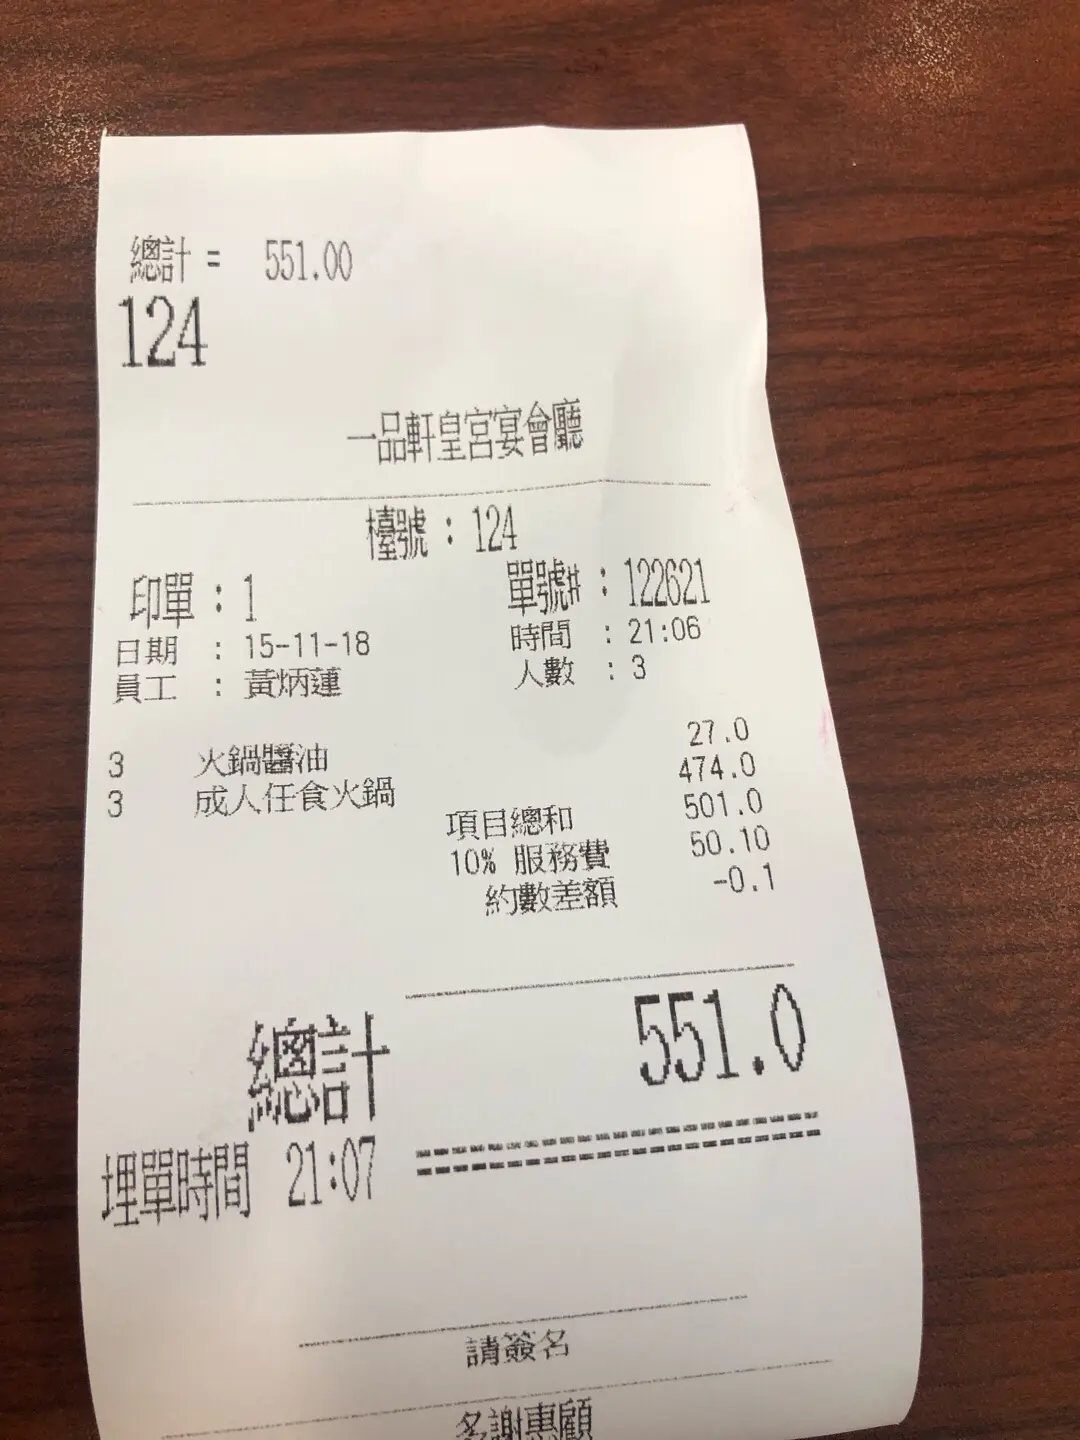 總計 = 551.00
124
一品軒皇宮宴會廳
檯號 : 124
印單 : 1 單號# : 122621
日期 : 15-11-18 時間 : 21:06
員工 : 黃炳蓮 人數 : 3
3 火鍋醬油 27.0
3 成人任食火鍋 474.0
項目總和 501.0
10% 服務費 50.10
約數差額 -0.1
總計 551.0
埋單時間 21:07
請簽名
多謝惠顧